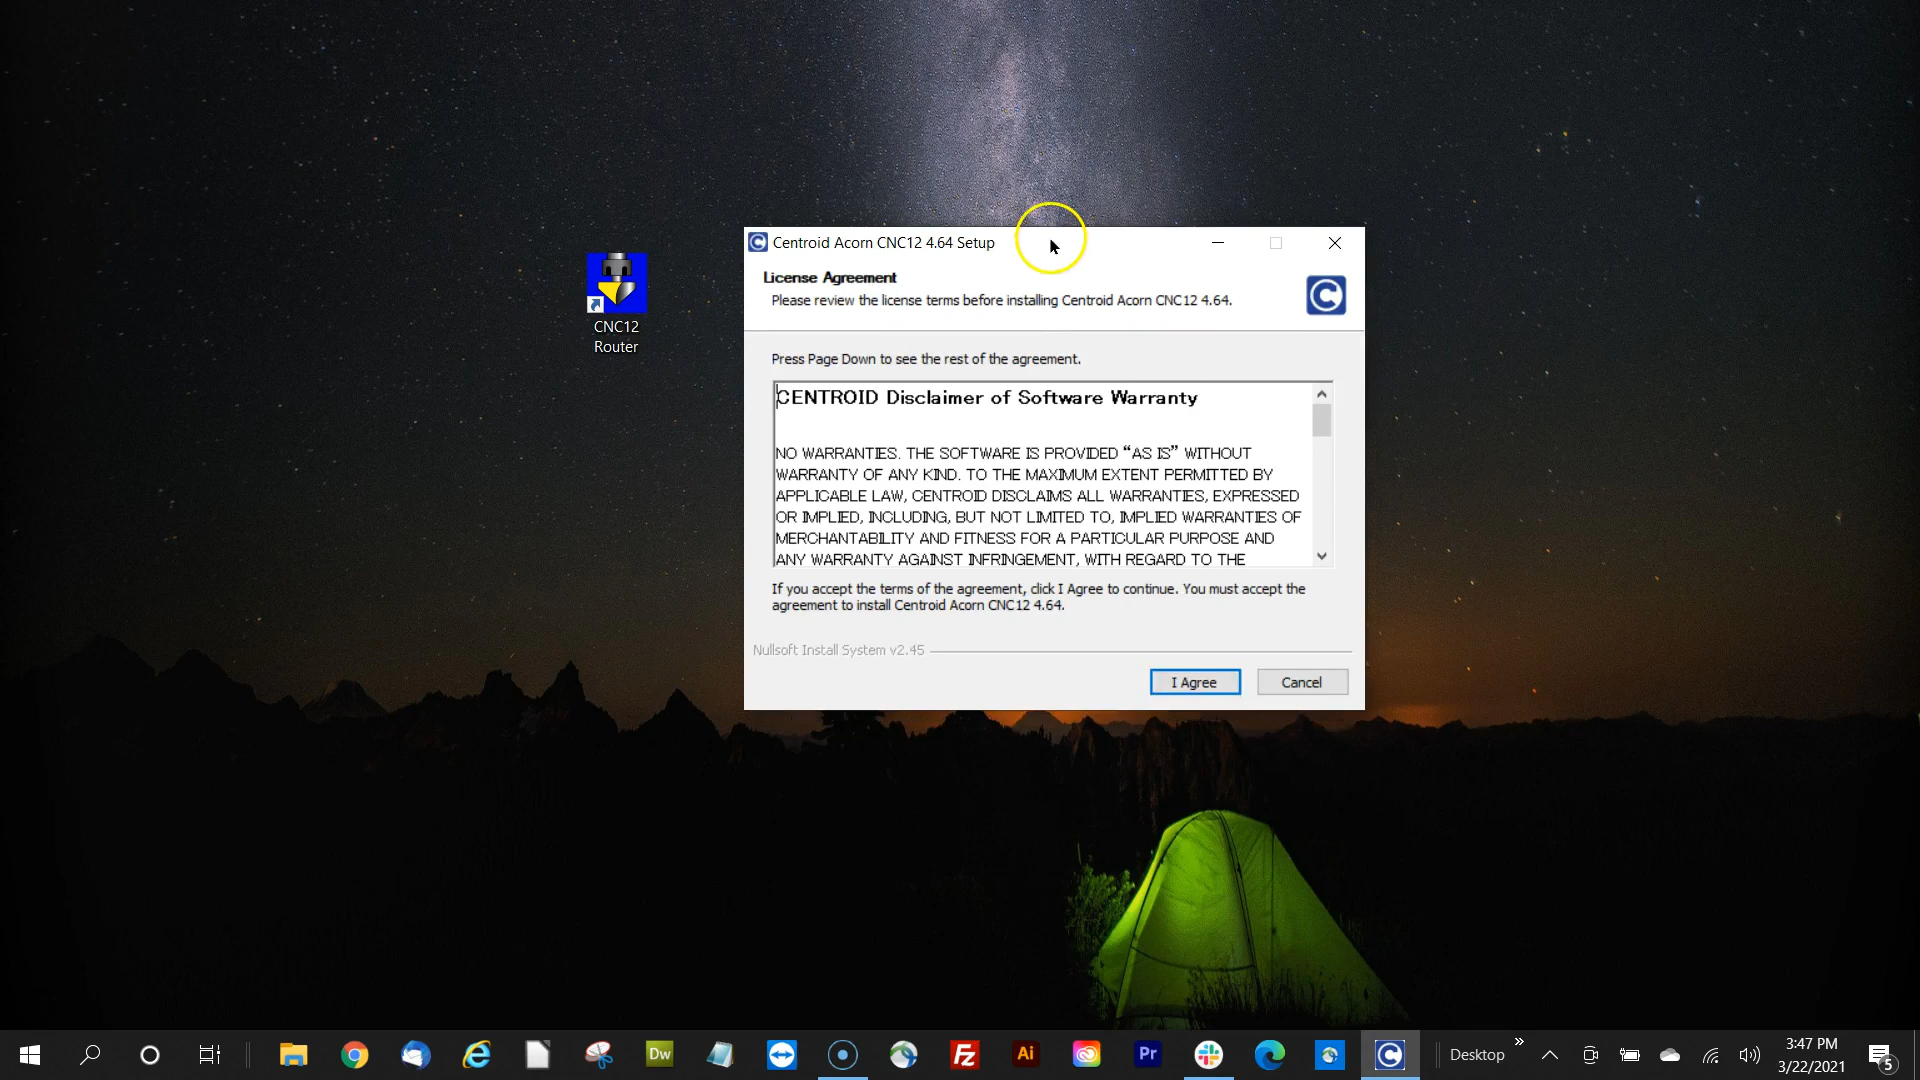 Centroid Acorn CNC12 4.64 Setup
License Agreement
Please review the license terms before installing Centroid Acorn CNC12 4.64.
CNC12
Router
Press Page Down to see the rest of the agreement.
CENTROID Disclaimer of Software Warranty
NO WARRANTIES. THE SOFTWARE IS PROVIDED “AS IS” WITHOUT
WARRANTY OF ANY KIND. TO THE MAXIMUM EXTENT PERMITTED BY
APPLICABLE LAW, CENTROID DISCLAIMS ALL WARRANTIES, EXPRESSED
OR IMPLIED, INCLUDING, BUT NOT LIMITED TO, IMPLIED WARRANTIES OF
MERCHANTABILITY AND FITNESS FOR A PARTICULAR PURPOSE AND
ANY WARRANTY AGAINST INFRINGEMENT, WITH REGARD TO THE
If you accept the terms of the agreement, click I Agree to continue. You must accept the
agreement to install Centroid Acorn CNC12 4.64.
Nullsoft Install System v2.45
I Agree
Cancel
Dw
Fz
Ai
Pr
Desktop
3:47 PM
3/22/2021
5